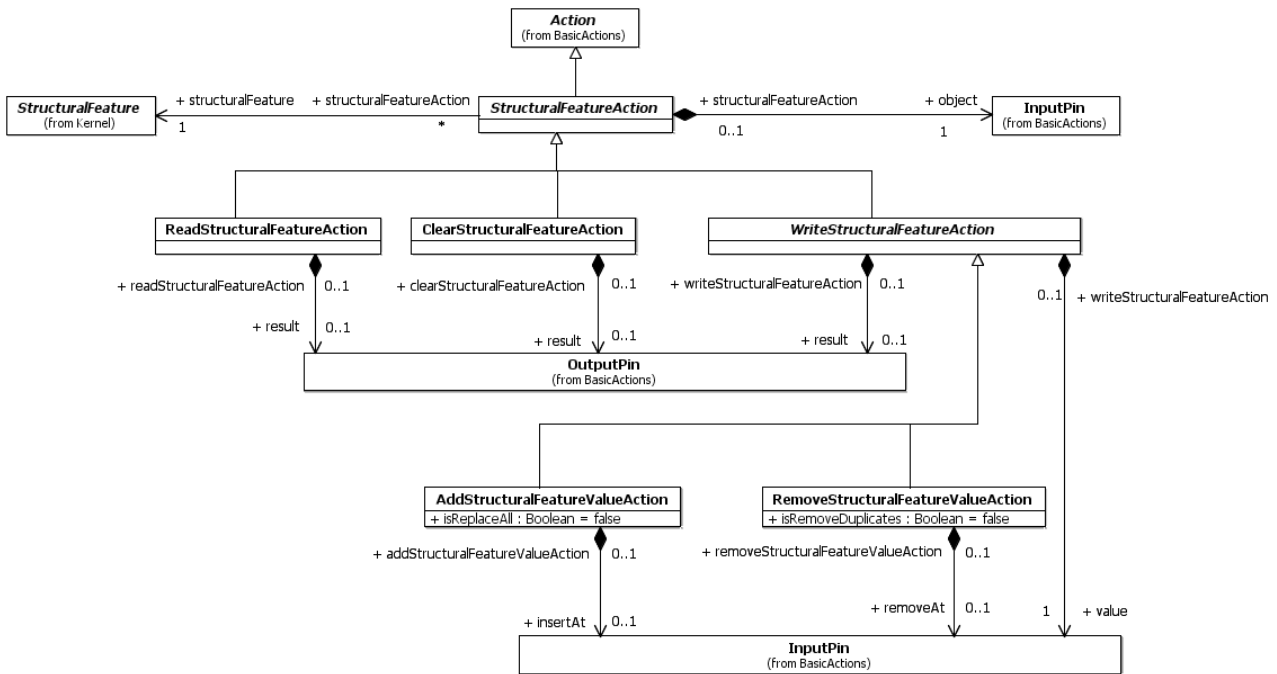 Action
(from BasicActions)
+ structuralFeature
+ structuralFeatureAction
+ structuralFeatureAction
+ object
StructuralFeature
(from Kernel)
StructuralFeatureAction
InputPin
(from BasicActions)
1
*
0..1
1
ReadStructuralFeatureAction
ClearStructuralFeatureAction
WriteStructuralFeatureAction
+ readStructuralFeatureAction
0..1
+ clearStructuralFeatureAction
0..1
+ writeStructuralFeatureAction
0..1
0..1
+ writeStructuralFeatureAction
+ result
0..1
+ result
0..1
+ result
0..1
OutputPin
(from BasicActions)
AddStructuralFeatureValueAction
+ isReplaceAll : Boolean = false
RemoveStructuralFeatureValueAction
+ isRemoveDuplicates : Boolean = false
+ addStructuralFeatureValueAction
0..1
+ removeStructuralFeatureValueAction
0..1
+ insertAt
0..1
+ removeAt
0..1
1
+ value
InputPin
(from BasicActions)